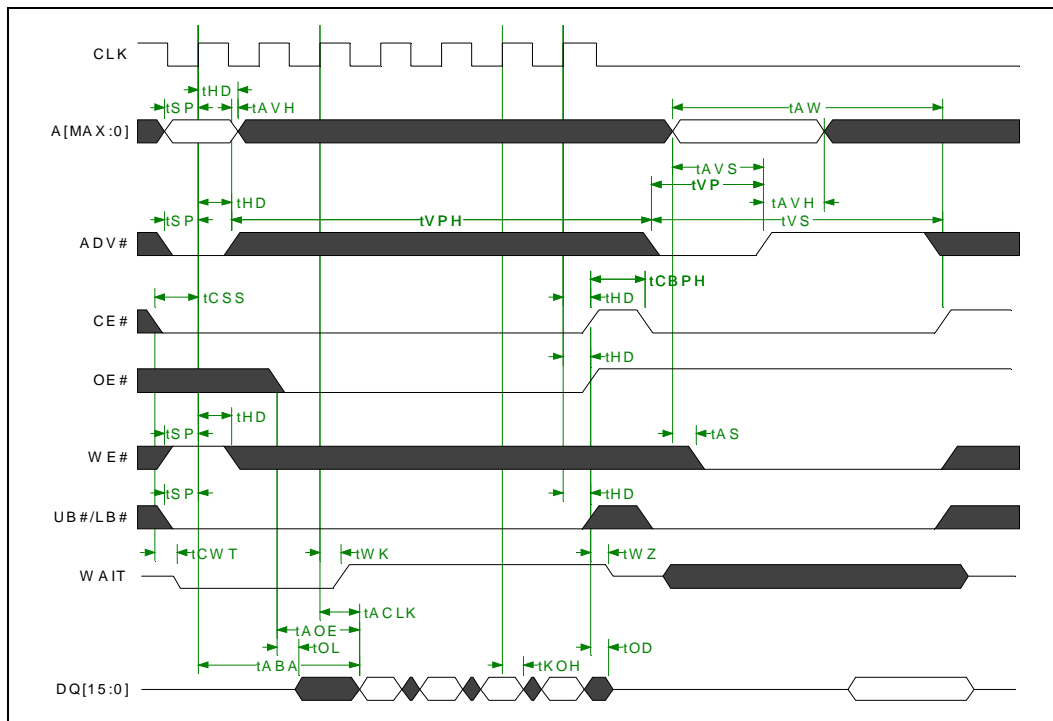 CLK
tHD
tSP
tAVH
tAW
A[MAX:0]
tAVS
tVP
tHD
tAVH
tSP
tVPH
tVS
ADV#
tCBPH
tCSS
tHD
CE#
tHD
OE#
tHD
tSP
tAS
WE#
tSP
tHD
UB#/LB#
tCWT
tWK
tWZ
WAIT
tACLK
tAOE
tOL
tOD
tABA
tKOH
DQ[15:0]